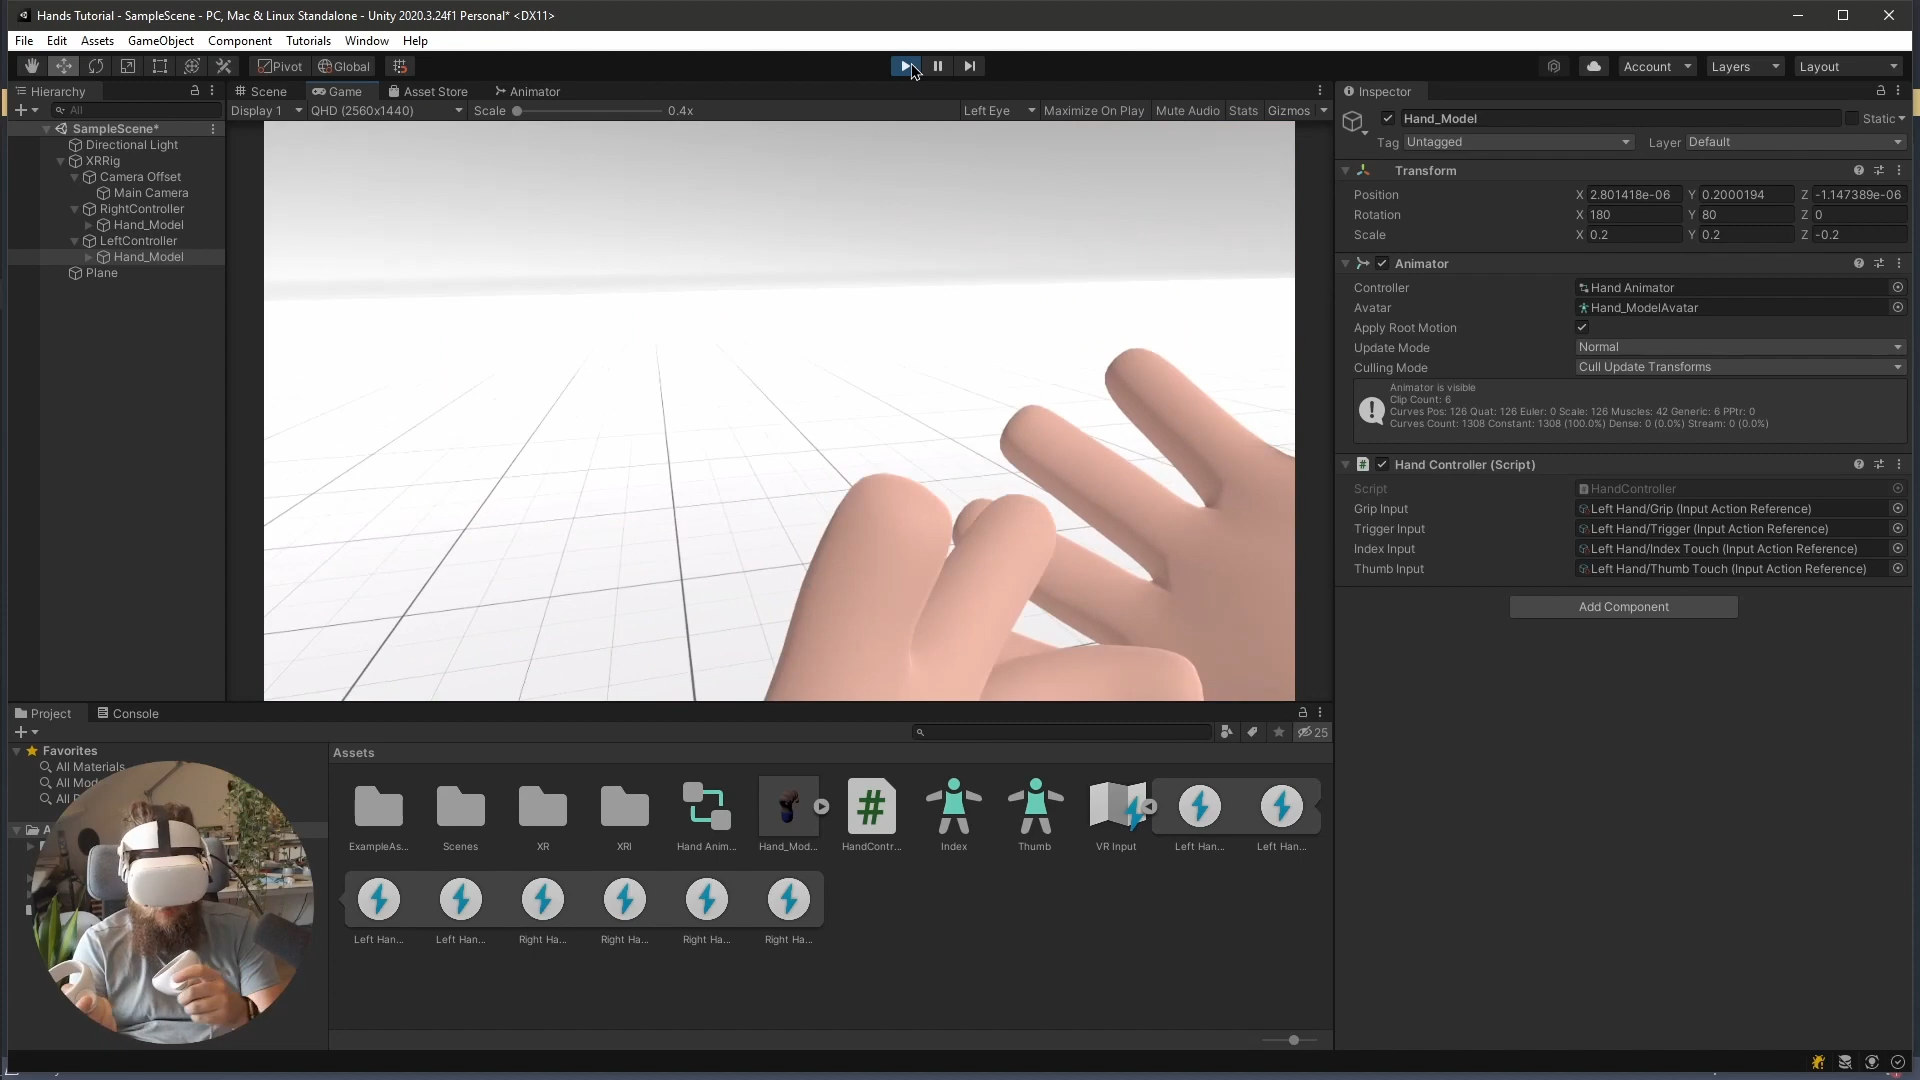 Hands Tutorial - SampleScene - PC, Mac & Linux Standalone - Unity 2020.3.24f1 Personal* <DX11>
File Edit Assets GameObject Component Tutorials Window Help
Pivot Global
Account Layers Layout
Hierarchy
All
SampleScene*
Directional Light
XRRig
Camera Offset
Main Camera
RightController
Hand_Model
LeftController
Hand_Model
Plane
Scene Game Asset Store Animator
Display 1 QHD (2560x1440) Scale 0.4x Left Eye Maximize On Play Mute Audio Stats Gizmos
Inspector
Hand_Model Static
Tag Untagged Layer Default
Transform
Position X 2.801418e-06 Y 0.2000194 Z -1.147389e-06
Rotation X 180 Y 80 Z 0
Scale X 0.2 Y 0.2 Z -0.2
Animator
Controller Hand Animator
Avatar Hand_ModelAvatar
Apply Root Motion
Update Mode Normal
Culling Mode Cull Update Transforms
Animator is visible
Clip Count: 6
Curves Pos: 126 Quat: 126 Euler: 0 Scale: 126 Muscles: 42 Generic: 6 PPtr: 0
Curves Count: 1308 Constant: 1308 (100.0%) Dense: 0 (0.0%) Stream: 0 (0.0%)
Hand Controller (Script)
Script HandController
Grip Input Left Hand/Grip (Input Action Reference)
Trigger Input Left Hand/Trigger (Input Action Reference)
Index Input Left Hand/Index Touch (Input Action Reference)
Thumb Input Left Hand/Thumb Touch (Input Action Reference)
Add Component
Project Console
25
Favorites
All Materials
All Mod
All P
A
Assets
ExampleAs... Scenes XR XRI Hand Anim... Hand_Mod... HandContr... Index Thumb VR Input Left Han... Left Han...
Left Han... Left Han... Right Ha... Right Ha... Right Ha... Right Ha...